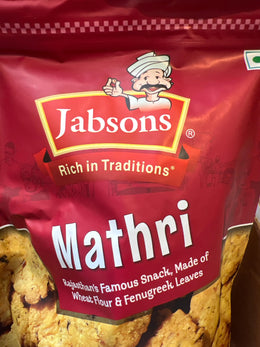 Jabsons®
Rich in Traditions®
Mathri
Rajasthan's Famous Snack, Made of
Wheat Flour & Fenugreek Leaves